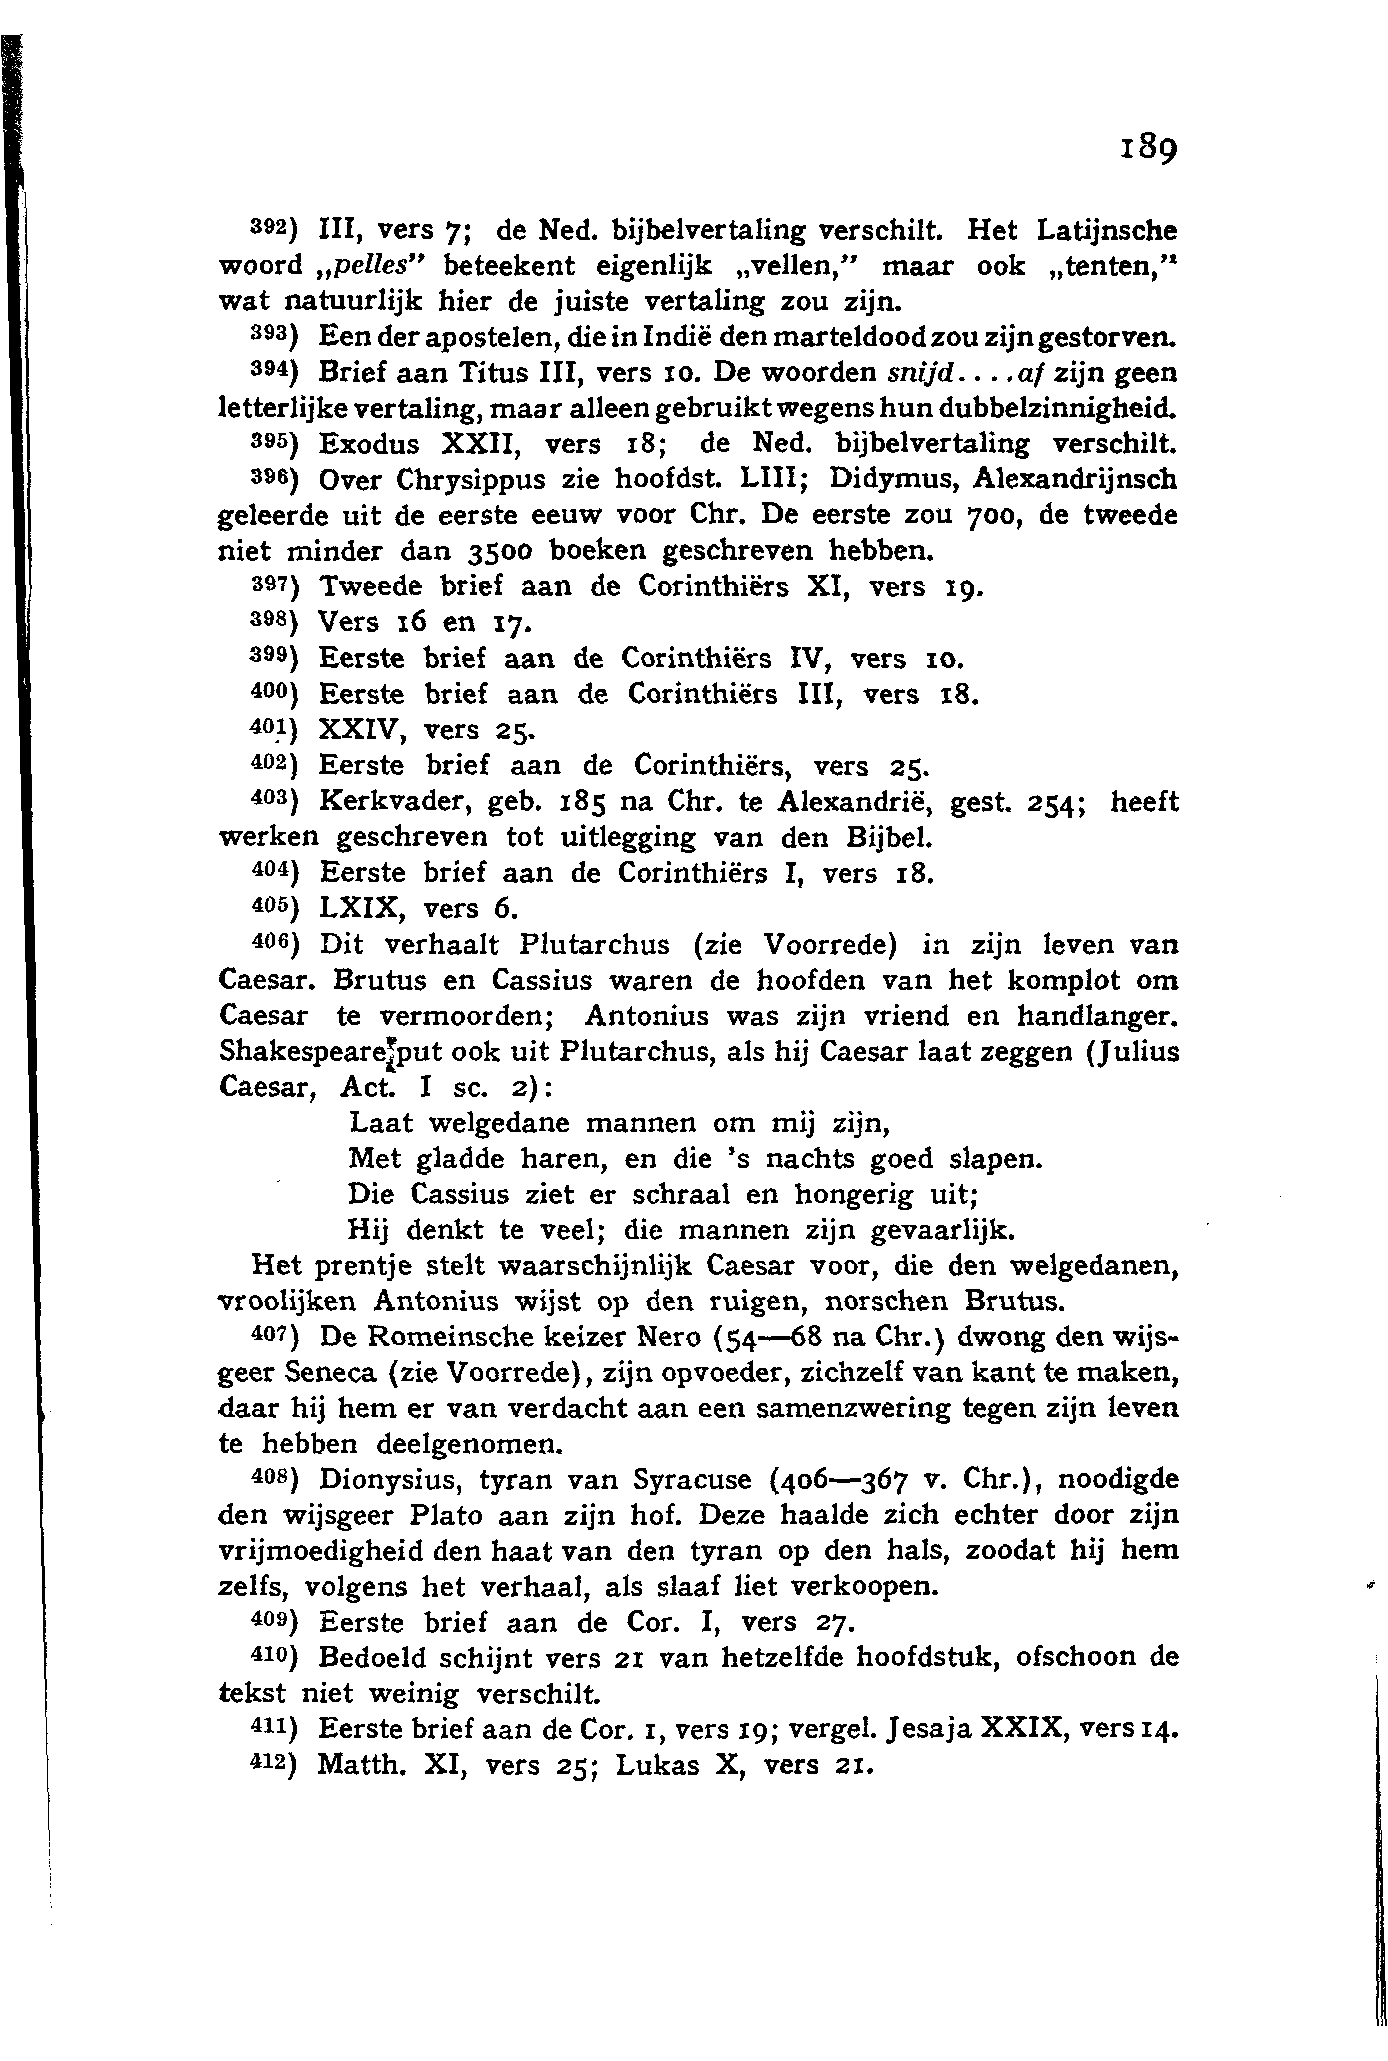 189
392) III, vers 7; de Ned. bijbelvertaling verschilt. Het Latijnsche
woord „pelles” beteekent eigenlijk „vellen,” maar ook „tenten,”
wat natuurlijk hier de juiste vertaling zou zijn.
393) Een der apostelen, die in Indië den marteldood zou zijn gestorven.
394) Brief aan Titus III, vers 10. De woorden snijd....af zijn geen
letterlijke vertaling, maar alleen gebruikt wegens hun dubbelzinnigheid.
395) Exodus XXII, vers 18; de Ned. bijbelvertaling verschilt.
396) Over Chrysippus zie hoofdst. LIII; Didymus, Alexandrijnsch
geleerde uit de eerste eeuw voor Chr. De eerste zou 700, de tweede
niet minder dan 3500 boeken geschreven hebben.
397) Tweede brief aan de Corinthiërs XI, vers 19.
398) Vers 16 en 17.
399) Eerste brief aan de Corinthiërs IV, vers 10.
400) Eerste brief aan de Corinthiërs III, vers 18.
401) XXIV, vers 25.
402) Eerste brief aan de Corinthiërs, vers 25.
403) Kerkvader, geb. 185 na Chr. te Alexandrië, gest. 254; heeft
werken geschreven tot uitlegging van den Bijbel.
404) Eerste brief aan de Corinthiërs I, vers 18.
405) LXIX, vers 6.
406) Dit verhaalt Plutarchus (zie Voorrede) in zijn leven van
Caesar. Brutus en Cassius waren de hoofden van het komplot om
Caesar te vermoorden; Antonius was zijn vriend en handlanger.
Shakespeare put ook uit Plutarchus, als hij Caesar laat zeggen (Julius
Caesar, Act. I sc. 2):
Laat welgedane mannen om mij zijn,
Met gladde haren, en die 's nachts goed slapen.
Die Cassius ziet er schraal en hongerig uit;
Hij denkt te veel; die mannen zijn gevaarlijk.
Het prentje stelt waarschijnlijk Caesar voor, die den welgedanen,
vroolijken Antonius wijst op den ruigen, norschen Brutus.
407) De Romeinsche keizer Nero (54—68 na Chr.) dwong den wijs-
geer Seneca (zie Voorrede), zijn opvoeder, zichzelf van kant te maken,
daar hij hem er van verdacht aan een samenzwering tegen zijn leven
te hebben deelgenomen.
408) Dionysius, tyran van Syracuse (406—367 v. Chr.), noodigde
den wijsgeer Plato aan zijn hof. Deze haalde zich echter door zijn
vrijmoedigheid den haat van den tyran op den hals, zoodat hij hem
zelfs, volgens het verhaal, als slaaf liet verkoopen.
409) Eerste brief aan de Cor. I, vers 27.
410) Bedoeld schijnt vers 21 van hetzelfde hoofdstuk, ofschoon de
tekst niet weinig verschilt.
411) Eerste brief aan de Cor. 1, vers 19; vergel. Jesaja XXIX, vers 14.
412) Matth. XI, vers 25; Lukas X, vers 21.